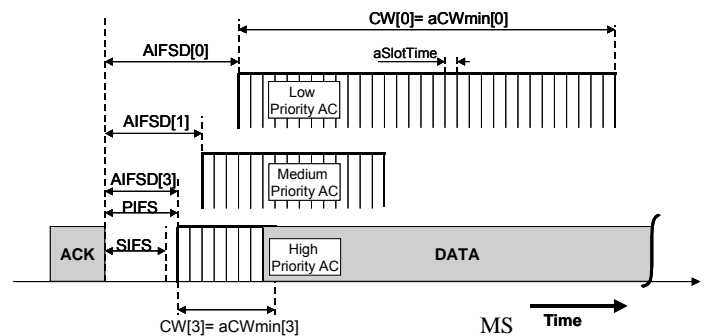 CW[0]= aCWmin[0]
AIFSD[0]
aSlotTime
Low
Priority AC
AIFSD[1]
Medium
Priority AC
AIFSD[3]
PIFS
ACK
SIFS
High
Priority AC
DATA
CW[3]= aCWmin[3]
MS
Time